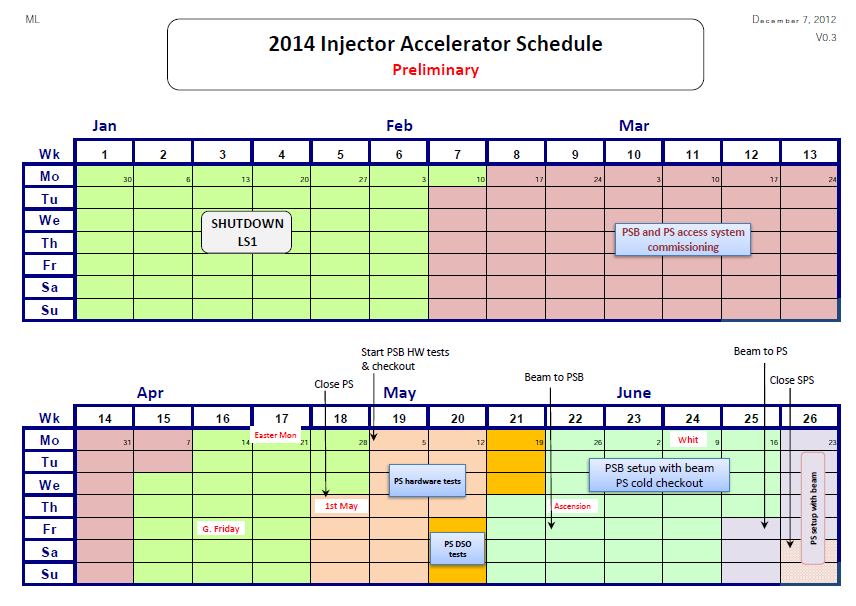 ML
December 7, 2012
V0.3
2014 Injector Accelerator Schedule
Preliminary
Jan Feb Mar
Wk 1 2 3 4 5 6 7 8 9 10 11 12 13
Mo 30 6 13 20 27 3 10 17 24 3 10 17 24
Tu
We
Th
Fr
Sa
Su
SHUTDOWN
LS1
PSB and PS access system
commissioning
Start PSB HW tests
& checkout
Close PS
Beam to PSB
Beam to PS
Close SPS
Apr May June
Wk 14 15 16 17 18 19 20 21 22 23 24 25 26
Mo 31 7 14 Easter Mon 21 28 5 12 19 26 2 Whit 9 16 23
Tu
We
Th
Fr
Sa
Su
PS hardware tests
PSB setup with beam
PS cold checkout
1st May
Ascension
G. Friday
PS DSO
tests
PS setup with beam